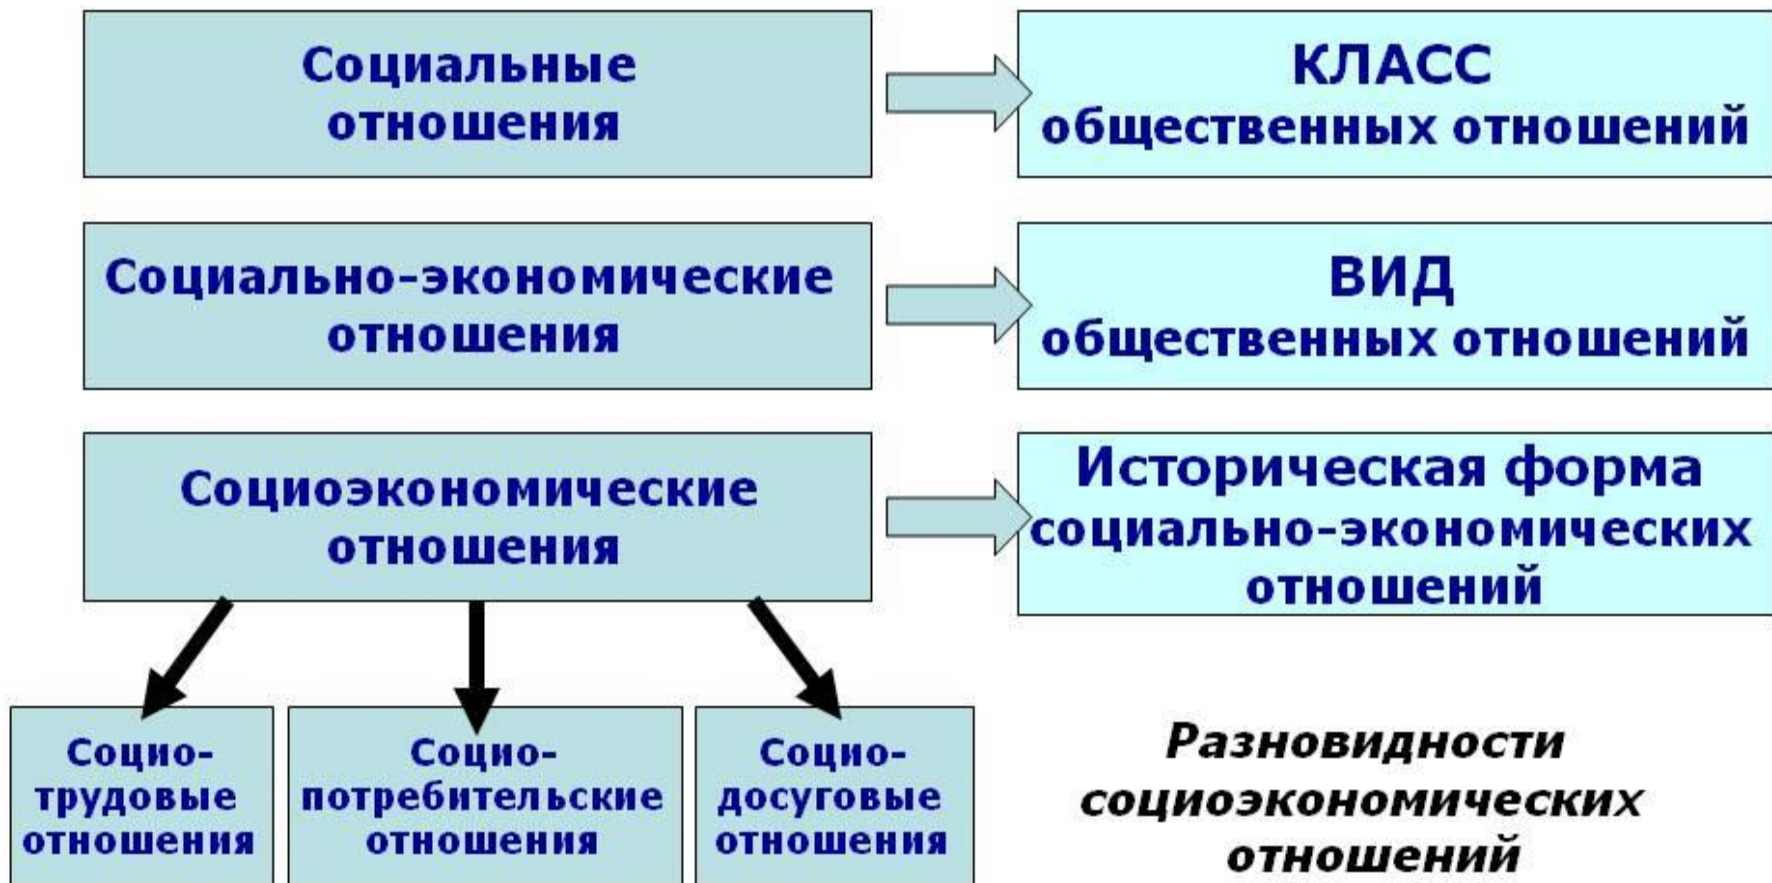 Социальные
отношения
КЛАСС
общественных отношений
Социально-экономические
отношения
ВИД
общественных отношений
Социоэкономические
отношения
Историческая форма
социально-экономических
отношений
Социо-
трудовые
отношения
Социо-
потребительские
отношения
Социо-
досуговые
отношения
Разновидности
социоэкономических
отношений